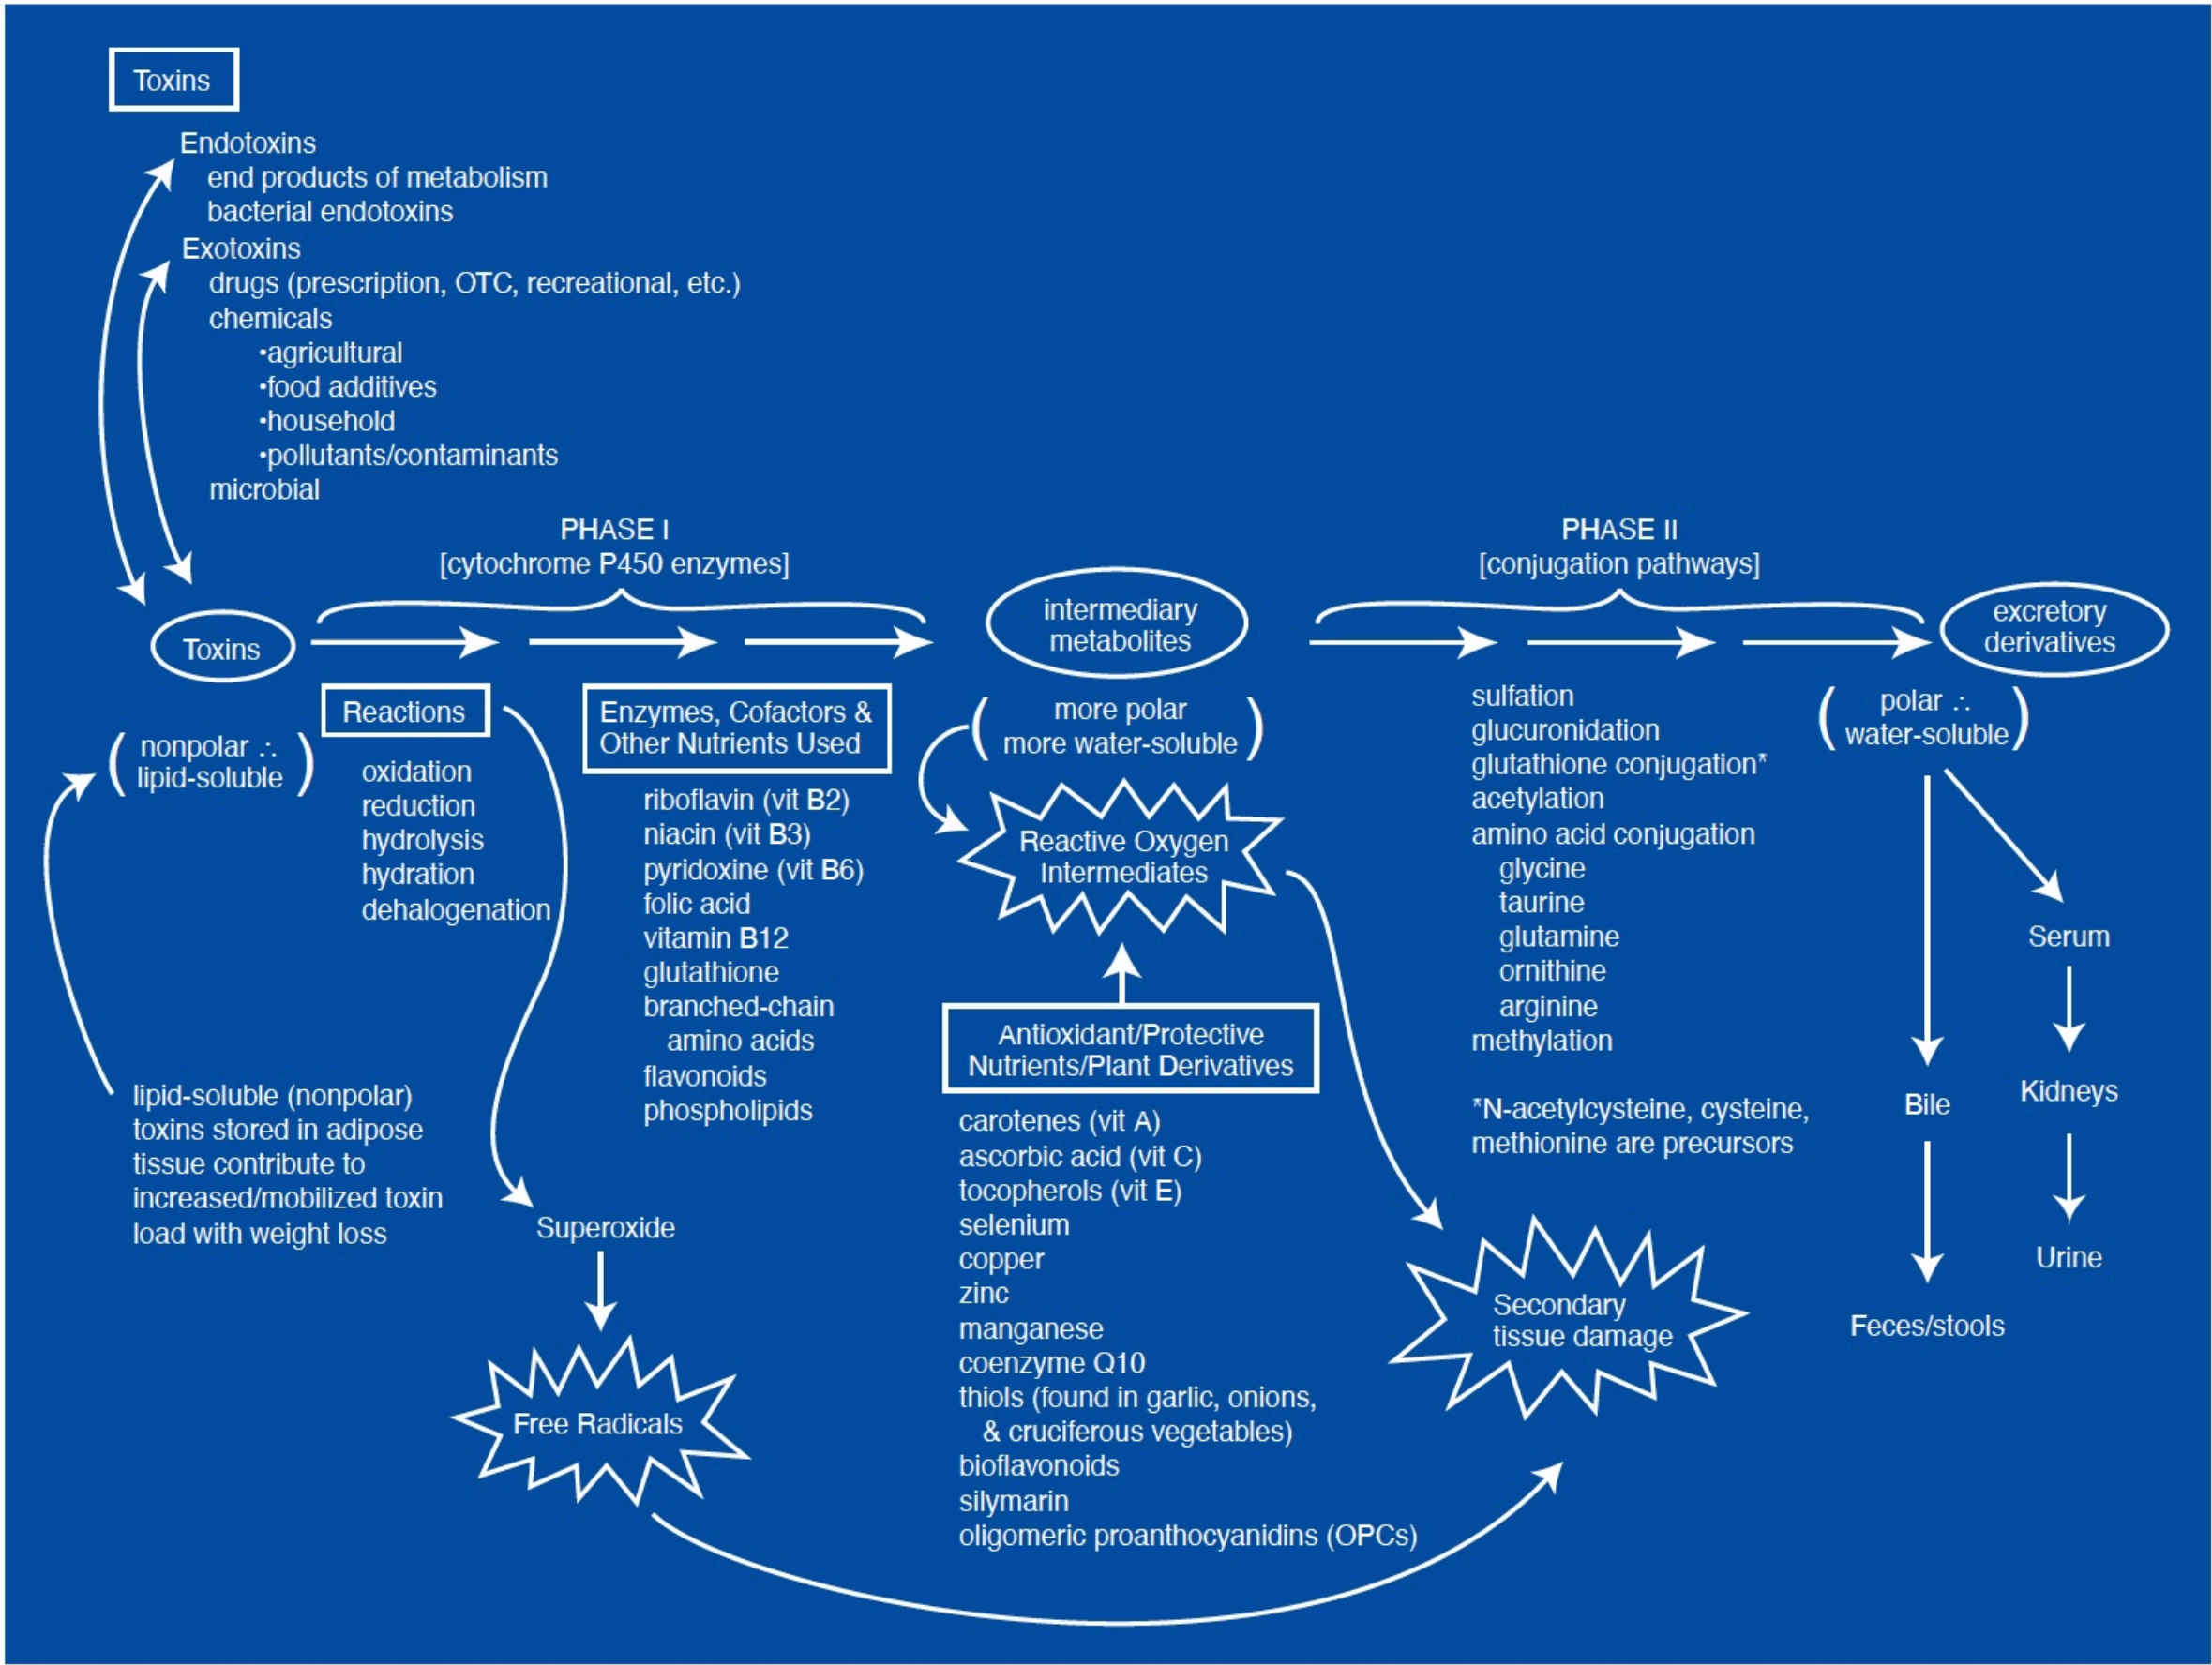 Toxins
Endotoxins
end products of metabolism
bacterial endotoxins
Exotoxins
drugs (prescription, OTC, recreational, etc.)
chemicals
•agricultural
•food additives
•household
•pollutants/contaminants
microbial
PHASE I
[cytochrome P450 enzymes]
PHASE II
[conjugation pathways]
Toxins
intermediary
metabolites
excretory
derivatives
(nonpolar ∴
lipid-soluble)
Reactions
oxidation
reduction
hydrolysis
hydration
dehalogenation
Enzymes, Cofactors &
Other Nutrients Used
riboflavin (vit B2)
niacin (vit B3)
pyridoxine (vit B6)
folic acid
vitamin B12
glutathione
branched-chain
amino acids
flavonoids
phospholipids
(more polar
more water-soluble)
Reactive Oxygen
Intermediates
Antioxidant/Protective
Nutrients/Plant Derivatives
carotenes (vit A)
ascorbic acid (vit C)
tocopherols (vit E)
selenium
copper
zinc
manganese
coenzyme Q10
thiols (found in garlic, onions,
& cruciferous vegetables)
bioflavonoids
silymarin
oligomeric proanthocyanidins (OPCs)
sulfation
glucuronidation
glutathione conjugation*
acetylation
amino acid conjugation
glycine
taurine
glutamine
ornithine
arginine
methylation
*N-acetylcysteine, cysteine,
methionine are precursors
(polar ∴
water-soluble)
Serum
Kidneys
Urine
Bile
Feces/stools
lipid-soluble (nonpolar)
toxins stored in adipose
tissue contribute to
increased/mobilized toxin
load with weight loss
Superoxide
Free Radicals
Secondary
tissue damage